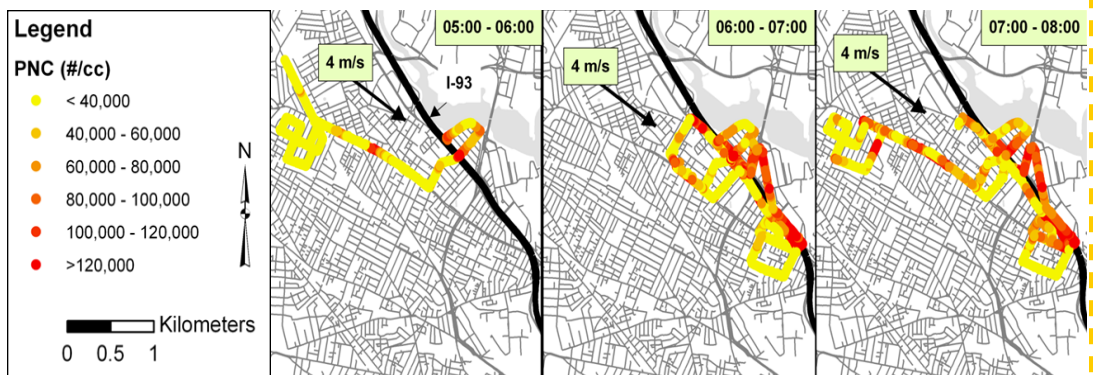 Legend
PNC (#/cc)
< 40,000
40,000 - 60,000
60,000 - 80,000
80,000 - 100,000
100,000 - 120,000
>120,000
N
Kilometers
0 0.5 1
05:00 - 06:00
4 m/s
I-93
06:00 - 07:00
4 m/s
07:00 - 08:00
4 m/s